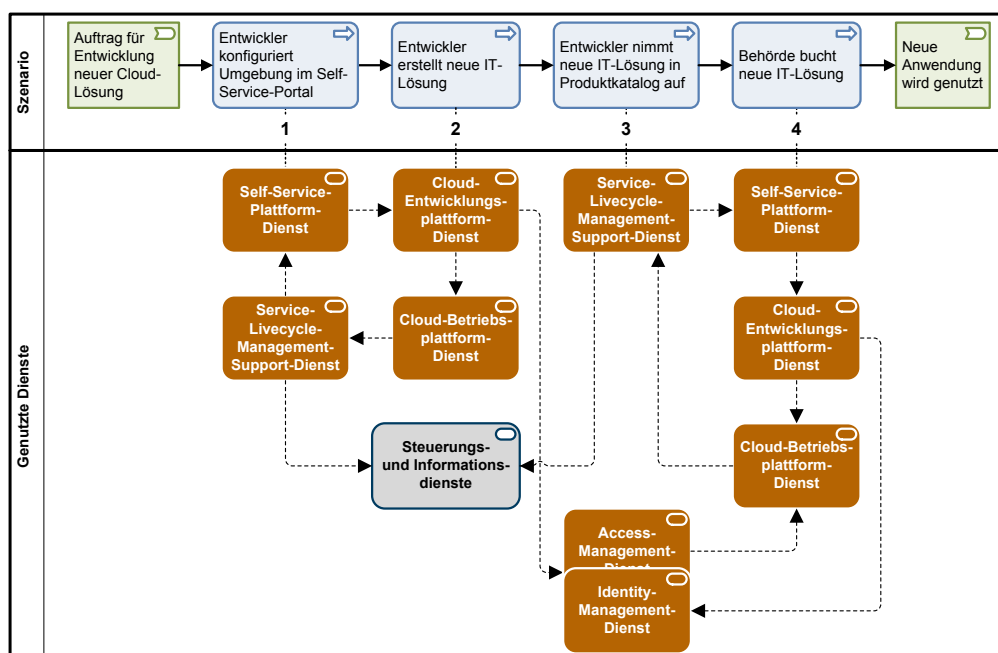 Szenario
Auftrag für
Entwicklung
neuer Cloud-
Lösung
Entwickler
konfiguriert
Umgebung im Self-
Service-Portal
Entwickler
erstellt neue IT-
Lösung
Entwickler nimmt
neue IT-Lösung in
Produktkatalog auf
Behörde bucht
neue IT-Lösung
Neue
Anwendung
wird genutzt
1
2
3
4
Genutzte Dienste
Self-Service-
Plattform-
Dienst
Cloud-
Entwicklungs-
plattform-
Dienst
Service-
Livecycle-
Management-
Support-Dienst
Self-Service-
Plattform-
Dienst
Service-
Livecycle-
Management-
Support-Dienst
Cloud-Betriebs-
plattform-
Dienst
Cloud-
Entwicklungs-
plattform-
Dienst
Steuerungs-
und Informations-
dienste
Cloud-Betriebs-
plattform-
Dienst
Access-
Management-
Dienst
Identity-
Management-
Dienst